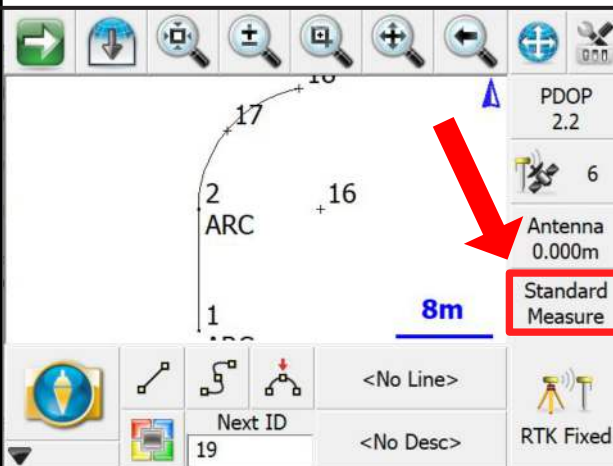 PDOP
2.2
17
6
2
ARC
16
Antenna
0.000m
Standard
Measure
1
8m
<No Line>
Next ID
19
<No Desc>
RTK Fixed